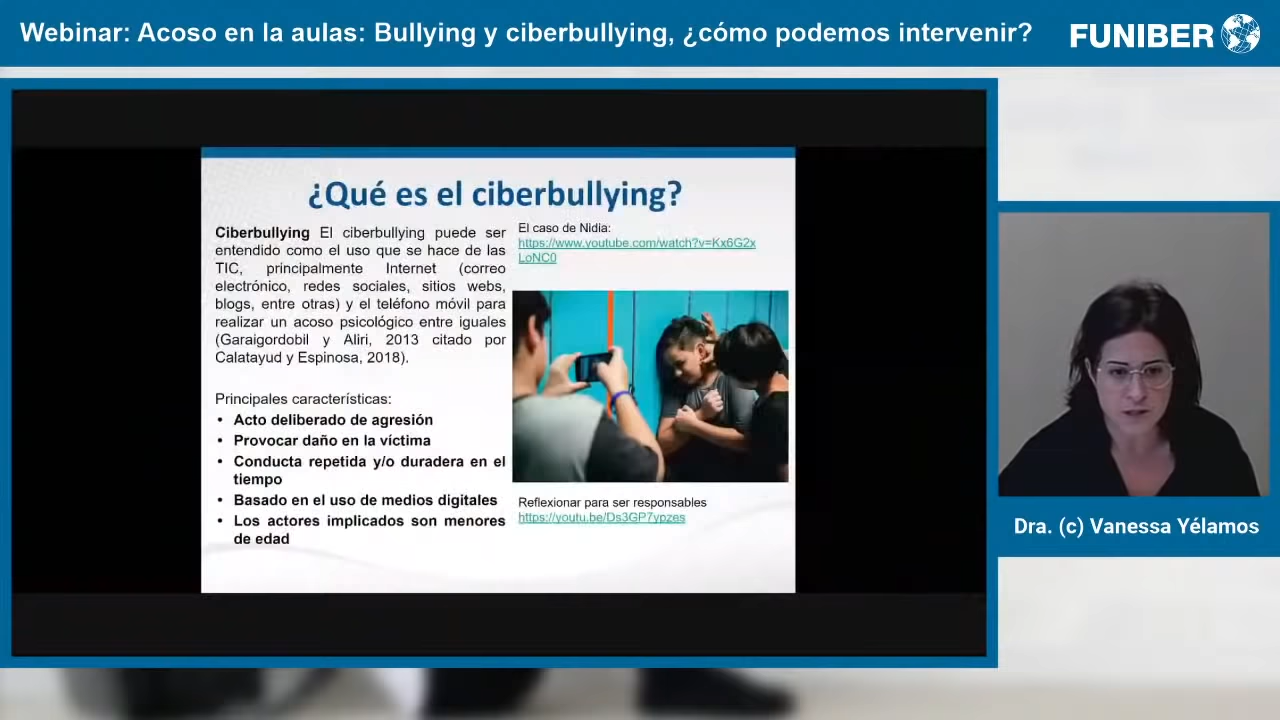 Webinar: Acoso en la aulas: Bullying y ciberbullying, ¿cómo podemos intervenir?
FUNIBER
¿Qué es el ciberbullying?
Ciberbullying El ciberbullying puede ser
entendido como el uso que se hace de las
TIC, principalmente Internet (correo
electrónico, redes sociales, sitios webs,
blogs, entre otras) y el teléfono móvil para
realizar un acoso psicológico entre iguales
(Garaigordobil y Aliri, 2013 citado por
Calatayud y Espinosa, 2018).
Principales características:
• Acto deliberado de agresión
• Provocar daño en la víctima
• Conducta repetida y/o duradera en el
tiempo
• Basado en el uso de medios digitales
• Los actores implicados son menores
de edad
El caso de Nidia:
https://www.youtube.com/watch?v=Kx6G2x
LoNC0
Reflexionar para ser responsables
https://youtu.be/Ds3GP7ypzes
Dra. (c) Vanessa Yélamos